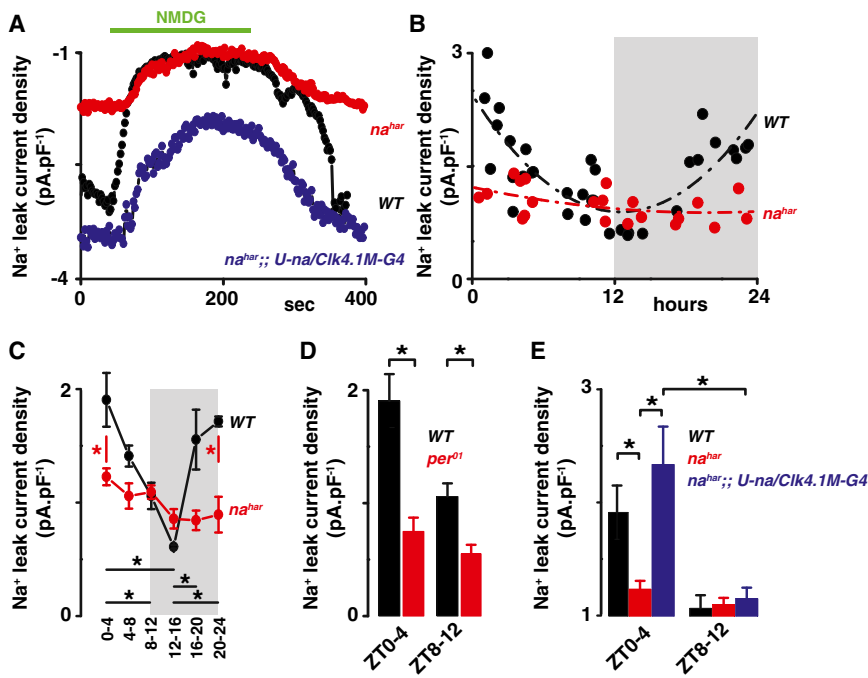 A
NMDG
Na⁺ leak current density
(pA.pF⁻¹)
-1
-4
na^har
WT
na^har;; U-na/Clk4.1M-G4
0
200
400
sec
B
Na⁺ leak current density
(pA.pF⁻¹)
3
0
WT
na^har
0
12
24
hours
C
Na⁺ leak current density
(pA.pF⁻¹)
2
1
0
*
*
WT
na^har
*
*
*
*
0-4
4-8
8-12
12-16
16-20
20-24
D
Na⁺ leak current density
(pA.pF⁻¹)
2
1
0
*
*
WT
per⁰¹
ZT0-4
ZT8-12
E
Na⁺ leak current density
(pA.pF⁻¹)
3
1
*
*
*
WT
na^har
na^har;; U-na/Clk4.1M-G4
ZT0-4
ZT8-12